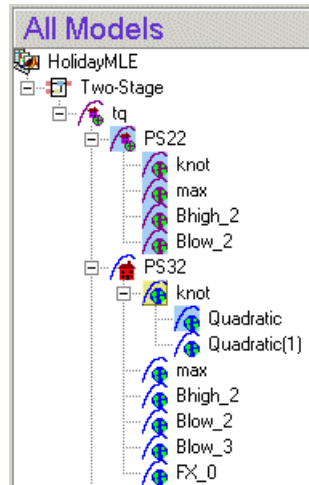 All Models
HolidayMLE
Two-Stage
tq
PS22
knot
max
Bhigh_2
Blow_2
PS32
knot
Quadratic
Quadratic(1)
max
Bhigh_2
Blow_2
Blow_3
FX_0